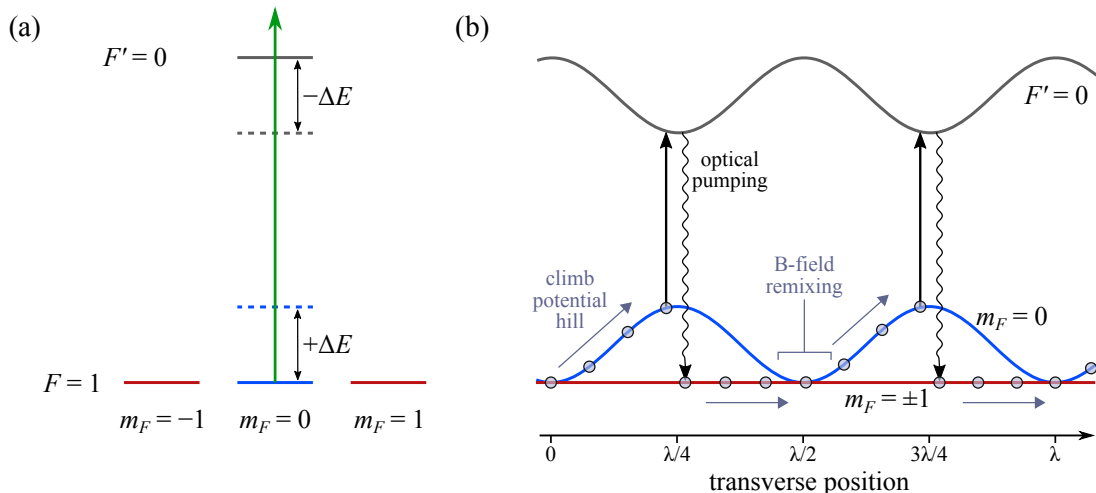 (a)
F′ = 0
−ΔE
+ΔE
F = 1
m_F = −1
m_F = 0
m_F = 1
(b)
F′ = 0
optical
pumping
climb
potential
hill
B-field
remixing
m_F = 0
m_F = ±1
0
λ/4
λ/2
3λ/4
λ
transverse position